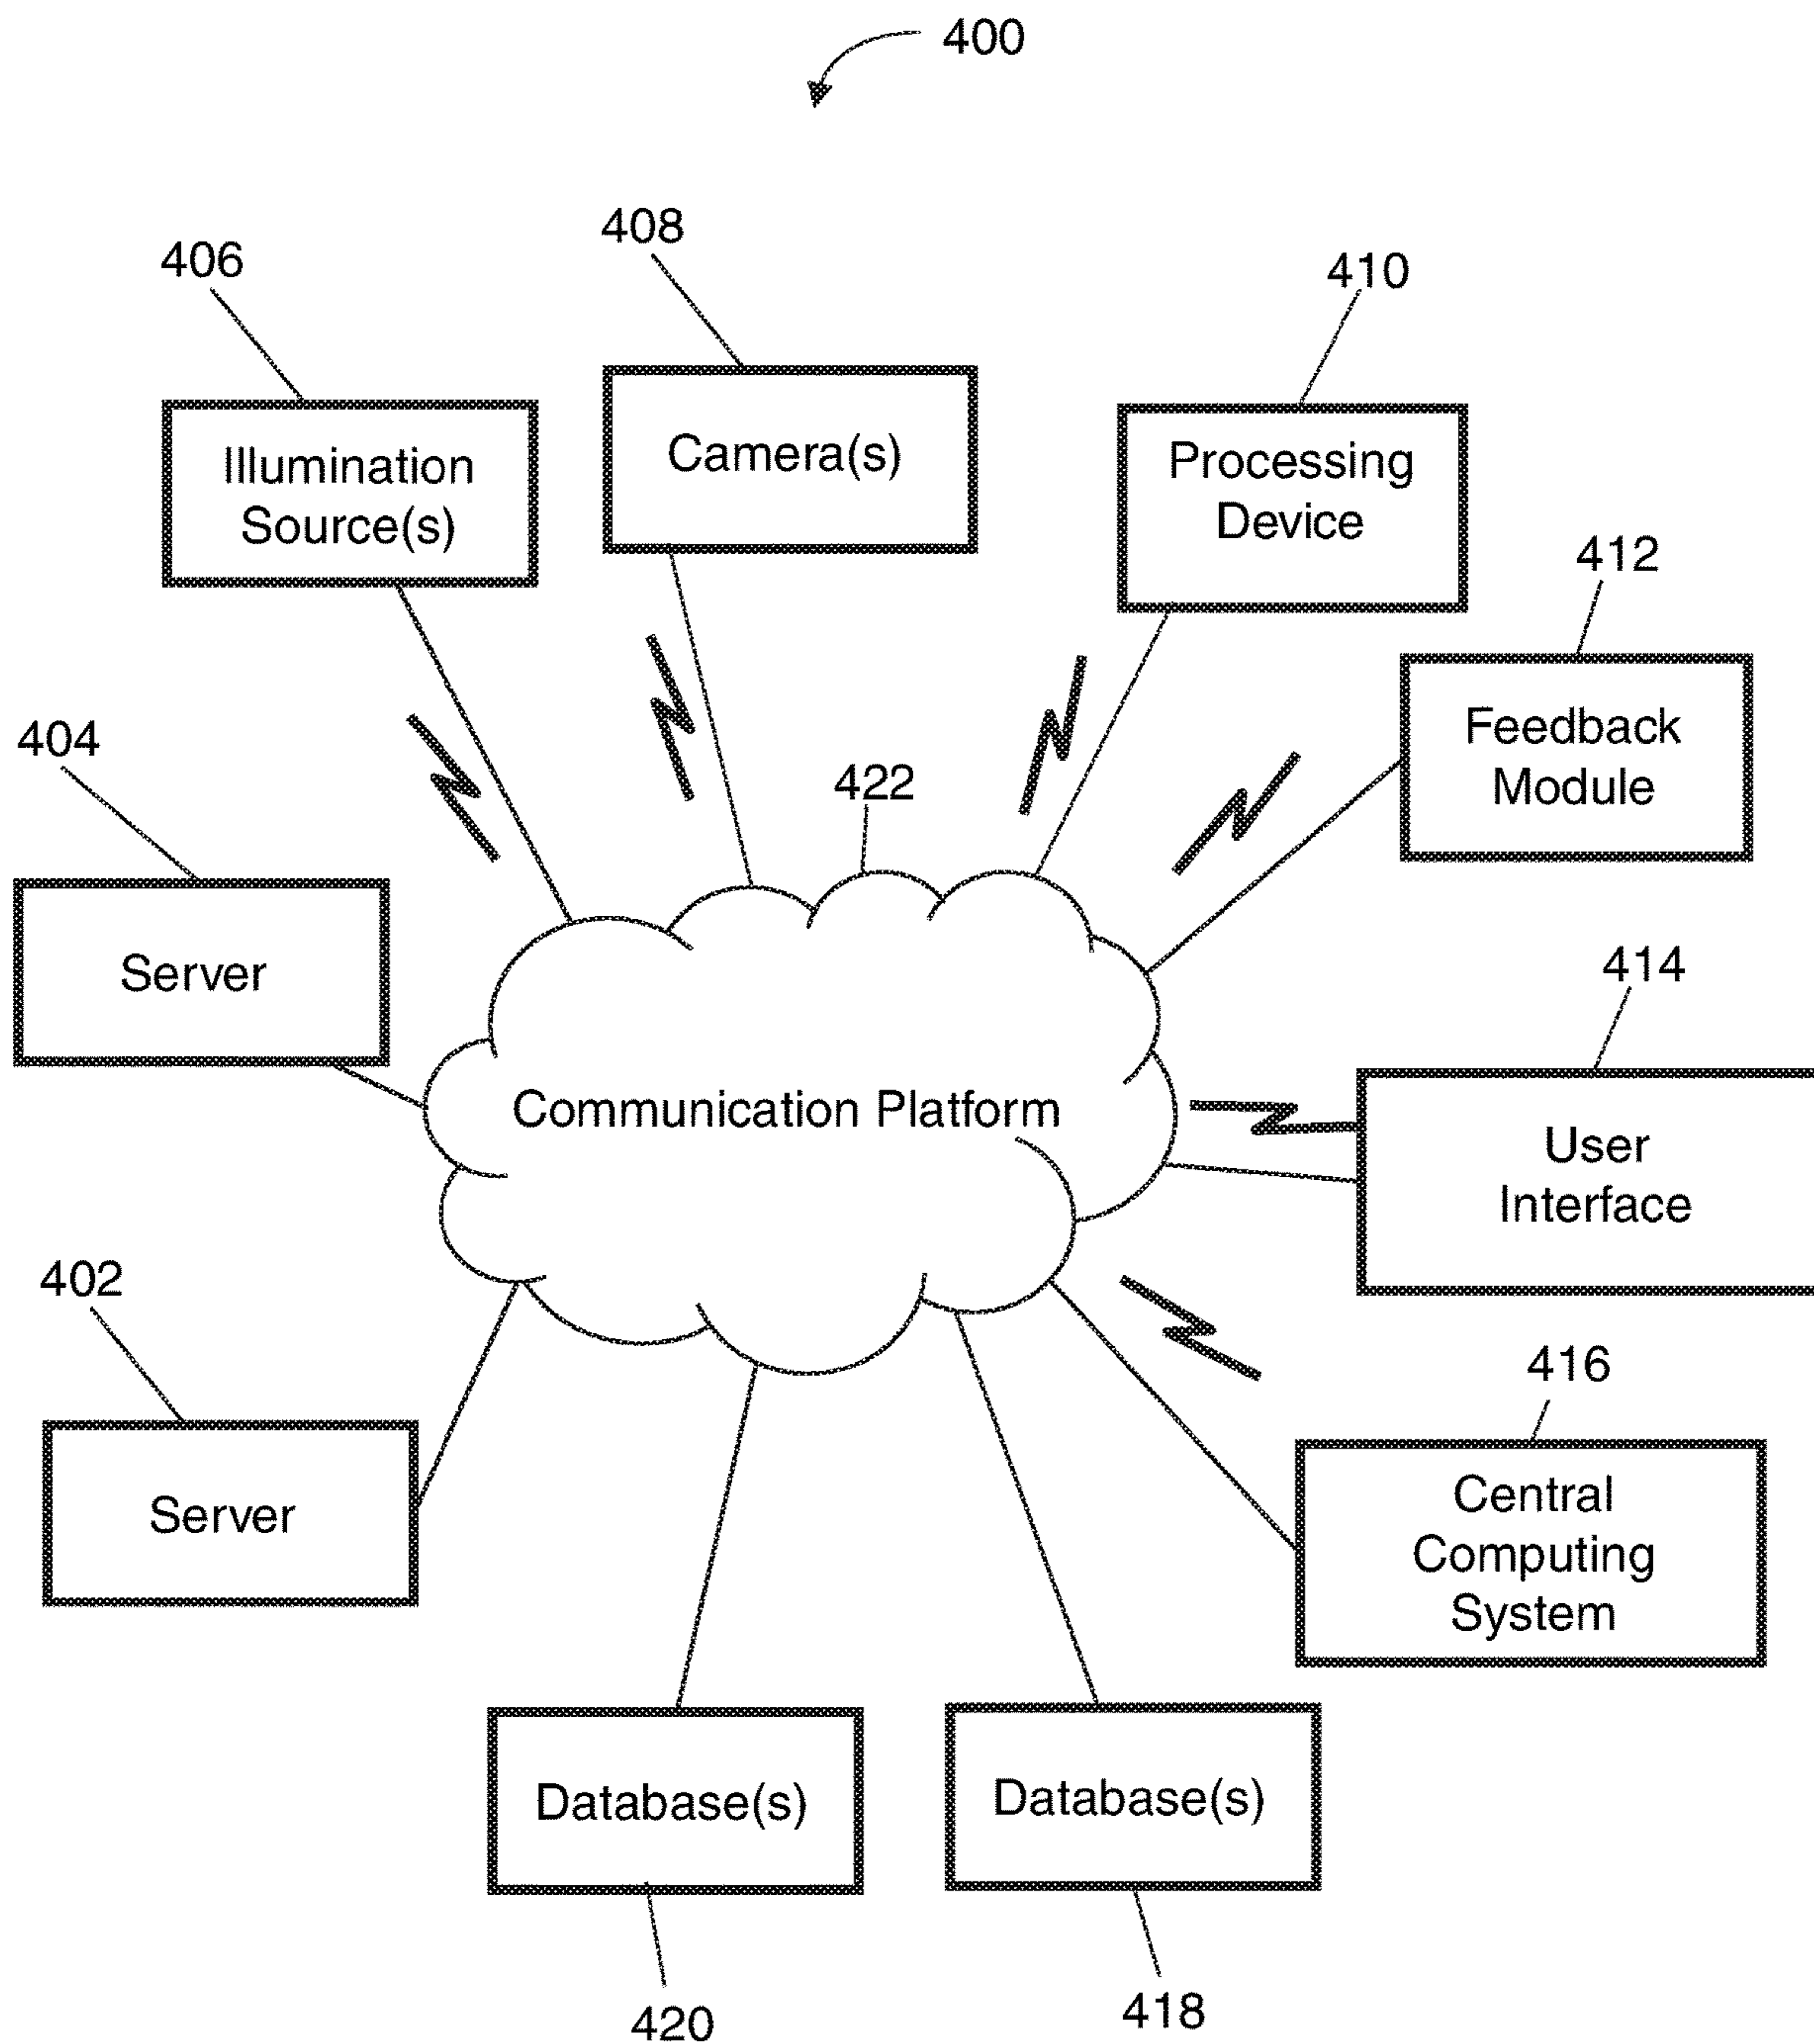 400
408
406
410
Camera(s)
Processing
Device
Illumination
Source(s)
412
Feedback
Module
404
422
Server
414
Communication Platform
User
Interface
402
416
Server
Central
Computing
System
Database(s)
Database(s)
420
418